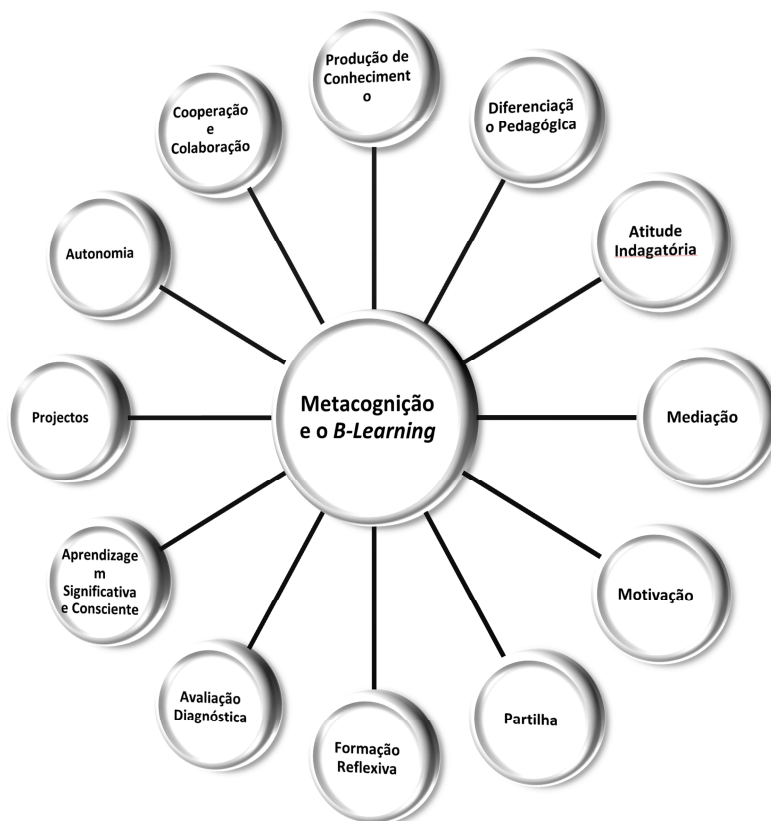 Produção de
Conheciment
o
Diferenciaçã
o Pedagógica
Atitude
Indagatória
Mediação
Motivação
Partilha
Formação
Reflexiva
Avaliação
Diagnóstica
Aprendizage
m
Significativa
e Consciente
Projectos
Autonomia
Cooperação
e
Colaboração
Metacognição
e o B-Learning